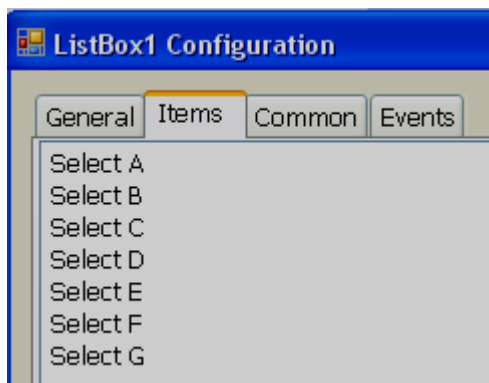 ListBox1 Configuration
General Items Common Events
Select A
Select B
Select C
Select D
Select E
Select F
Select G